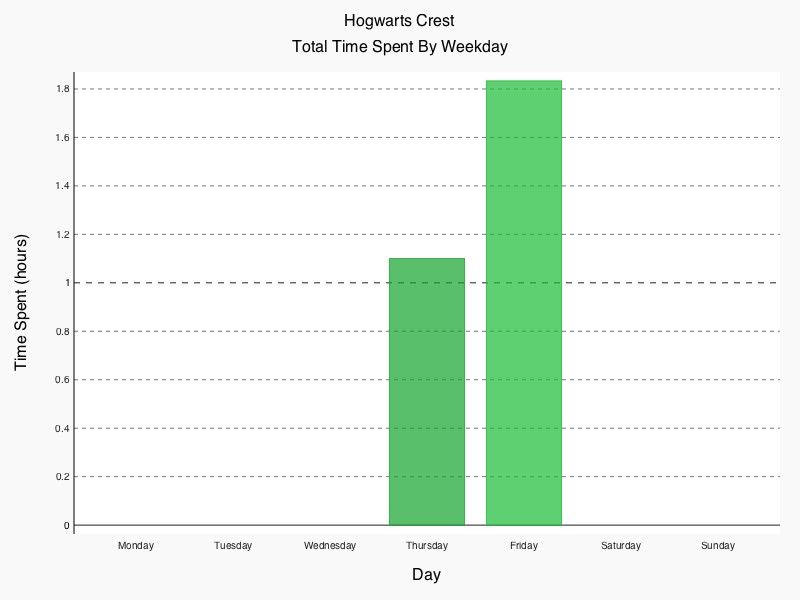 Hogwarts Crest
Total Time Spent By Weekday
Time Spent (hours)
1.8
1.6
1.4
1.2
1
0.8
0.6
0.4
0.2
0
Monday Tuesday Wednesday Thursday Friday Saturday Sunday
Day